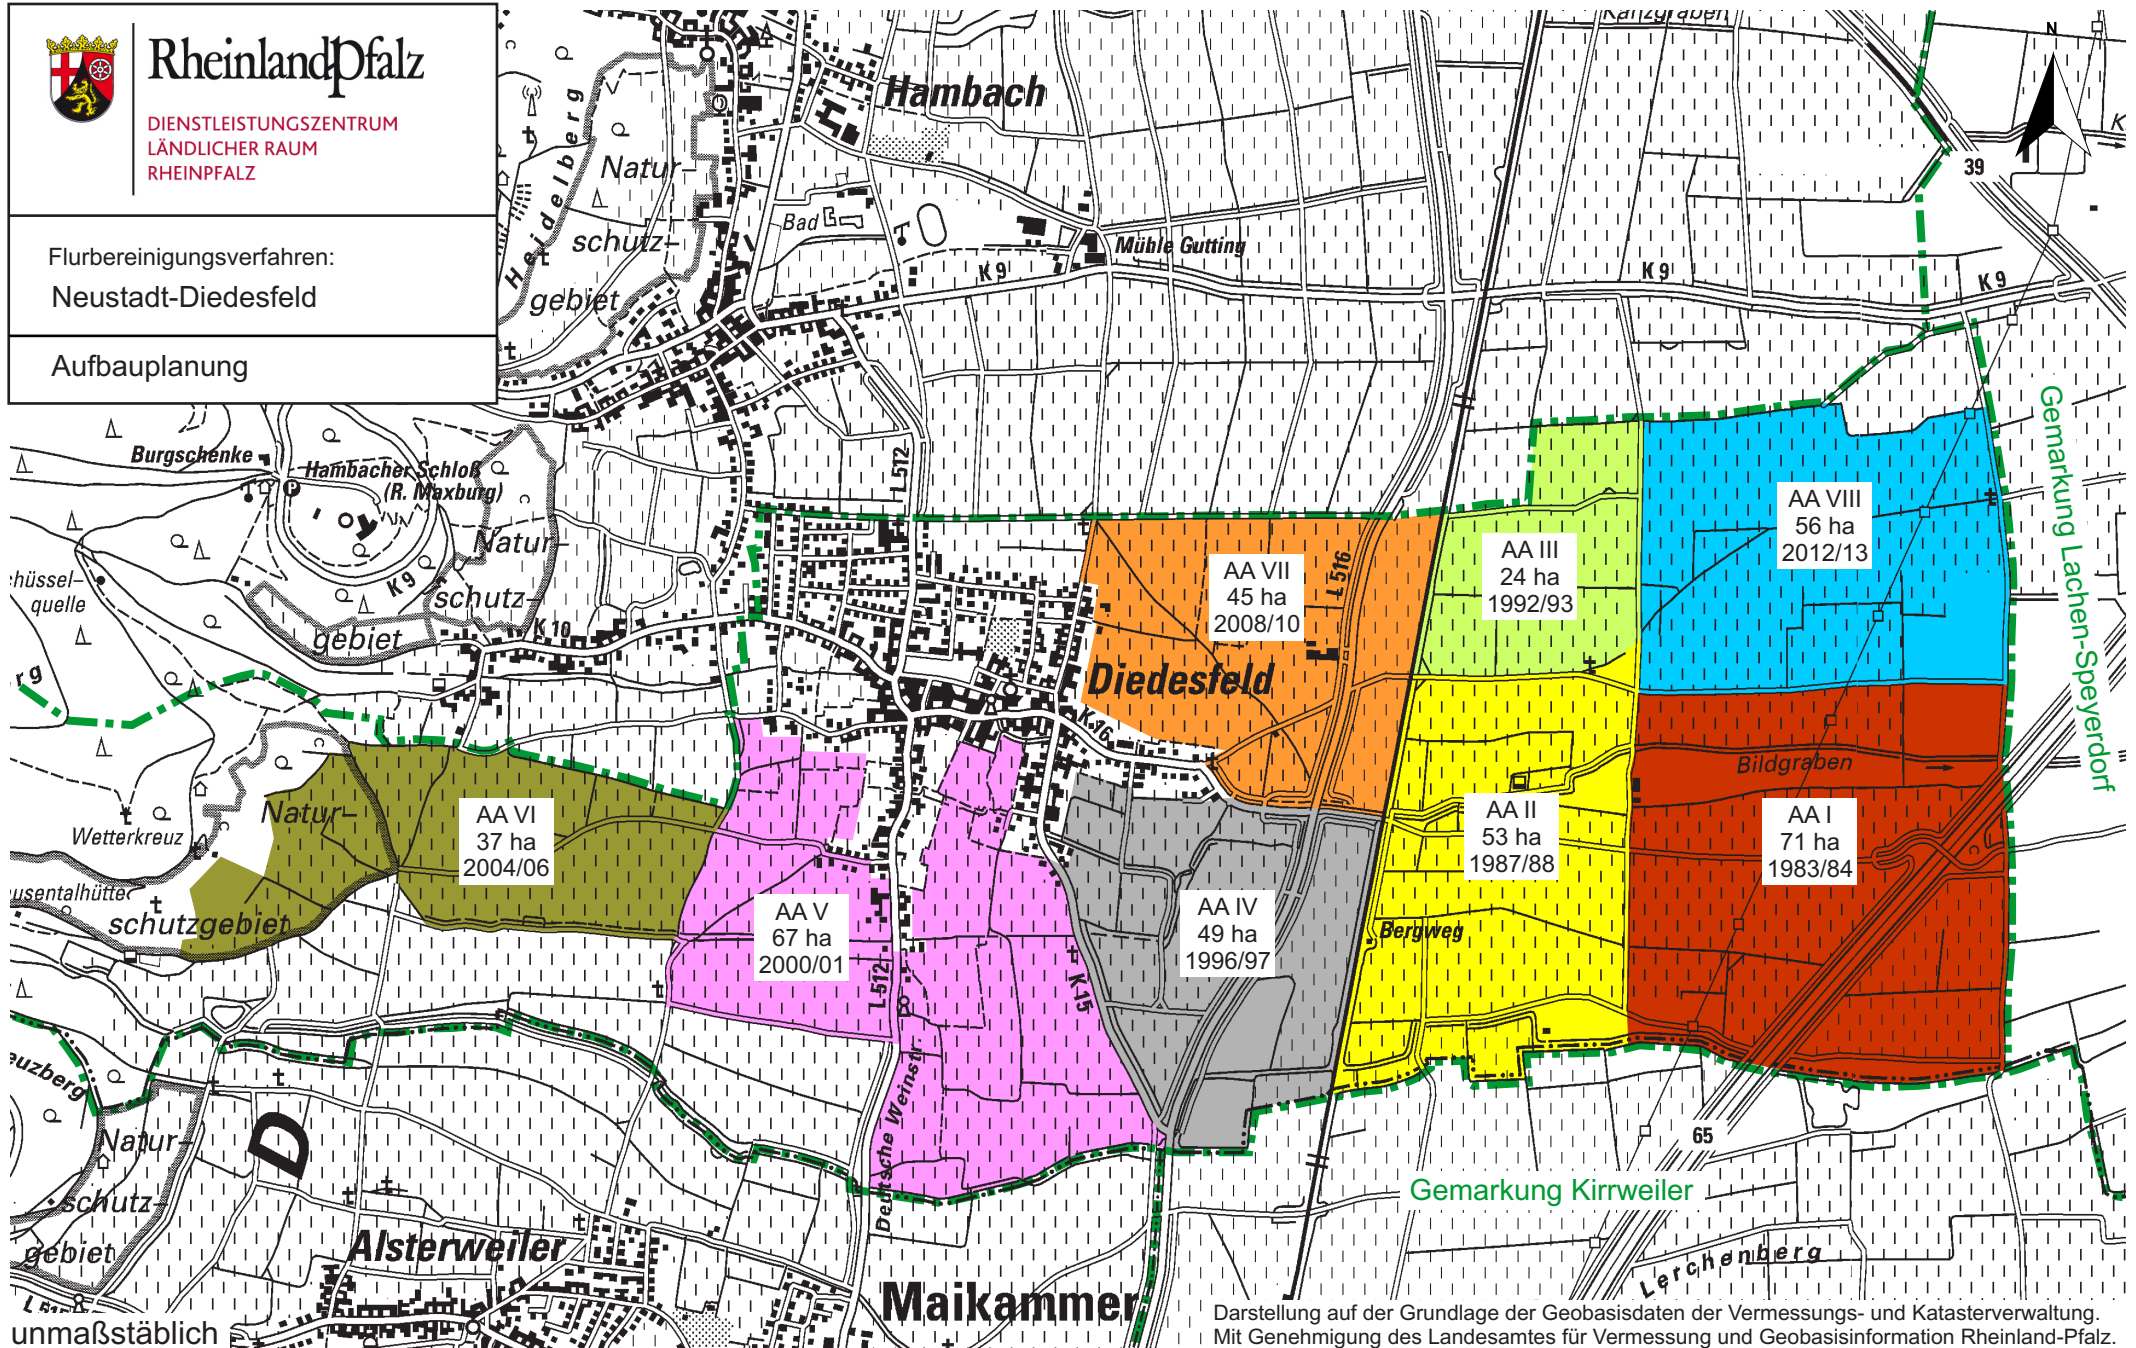 RheinlandPfalz
DIENSTLEISTUNGSZENTRUM
LÄNDLICHER RAUM
RHEINPFALZ
Flurbereinigungsverfahren:
Neustadt-Diedesfeld
Aufbauplanung
Kanzgraben
N
K
39
Hambach
Heidelberg
Natur-
schutz-
gebiet
Bad
Mühle Gutting
K 9
K 9
K 9
Burgschenke
Hambacher Schloß
(R. Maxburg)
P
L 512
Natur-
schutz-
gebiet
K 9
K 10
hüssel-
quelle
rg
Gemarkung Lachen-Speyerdorf
AA VIII
56 ha
2012/13
AA III
24 ha
1992/93
AA VII
45 ha
2008/10
L 516
Diedesfeld
K 16
Bildgraben
AA I
71 ha
1983/84
AA II
53 ha
1987/88
AA VI
37 ha
2004/06
Natur-
schutzgebiet
Wetterkreuz
usentalhütte
AA V
67 ha
2000/01
AA IV
49 ha
1996/97
Bergweg
L 512
K 15
Deutsche Weinstr.
euzberg
D
Natur-
schutz-
gebiet
65
Gemarkung Kirrweiler
Lerchenberg
Alsterweiler
Maikammer
unmaßstäblich
Darstellung auf der Grundlage der Geobasisdaten der Vermessungs- und Katasterverwaltung.
Mit Genehmigung des Landesamtes für Vermessung und Geobasisinformation Rheinland-Pfalz.